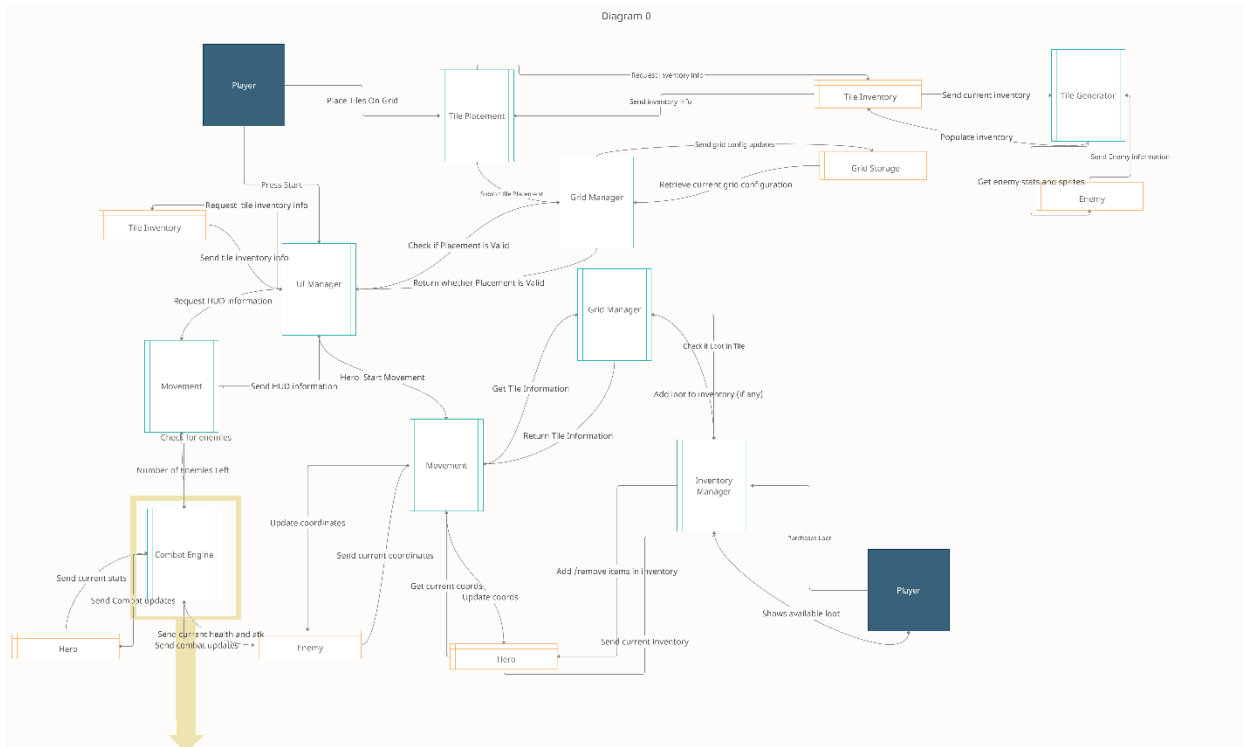 Diagram 0
Player
Place Tiles On Grid
Tile Placement
Request inventory info
Send inventory info
Tile Inventory
Send current inventory
Tile Generator
Populate inventory
Send Enemy information
Get enemy stats and sprites
Enemy
Send grid config updates
Grid Storage
Retrieve current grid configuration
Submit tile Placement
Grid Manager
Press Start
Request tile inventory info
Tile Inventory
Send tile inventory info
Check if Placement is Valid
Return whether Placement is Valid
UI Manager
Request HUD information
Grid Manager
Check if Loot in Tile
Movement
Send HUD information
Hero Start Movement
Get Tile Information
Add loot to inventory (if any)
Return Tile Information
Check for enemies
Number of Enemies Left
Movement
Inventory
Manager
Update coordinates
Send current coordinates
Purchases Loot
Combat Engine
Send current stats
Send Combat updates
Get current coords
Update coords
Add /remove items in inventory
Player
Shows available loot
Send current health and atk
Send combat updates
Send current inventory
Hero
Enemy
Hero